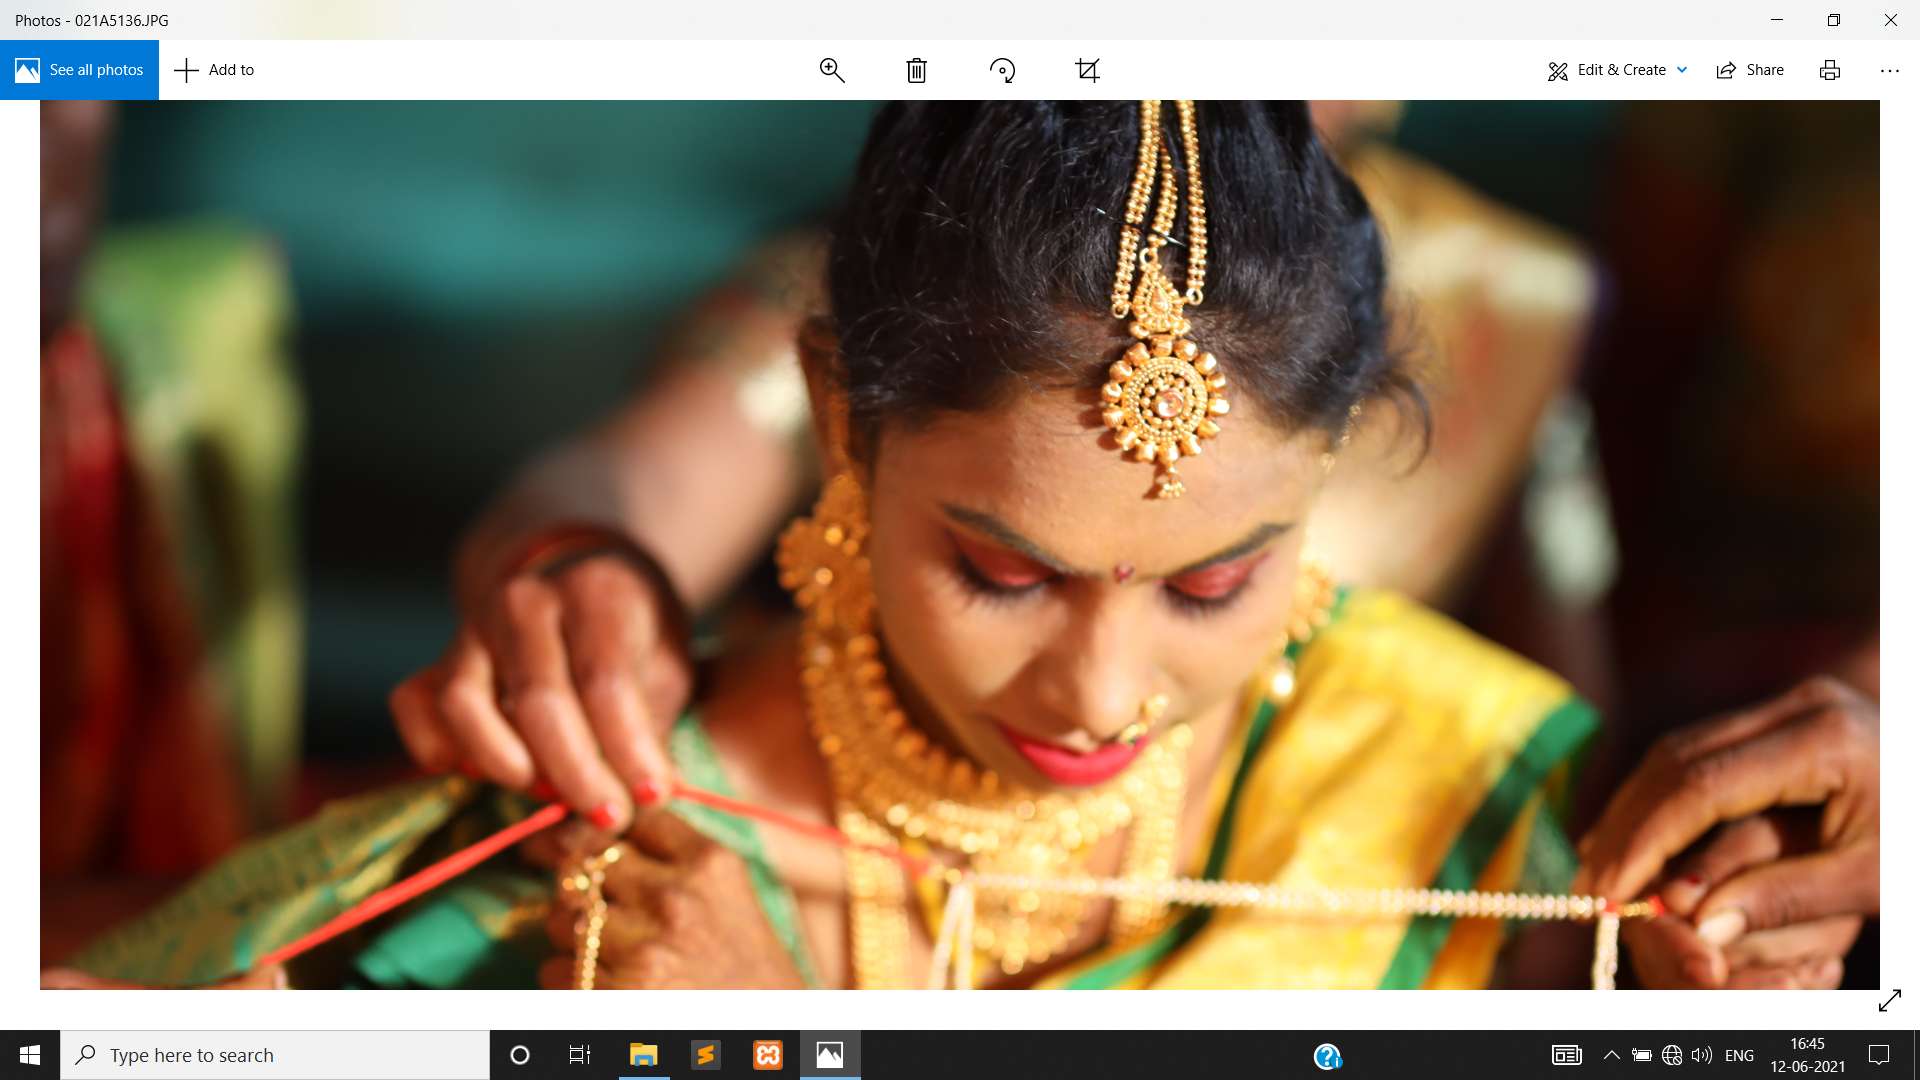 Photos - 021A5136.JPG
See all photos
Add to
Edit & Create
Share
Type here to search
ENG
16:45
12-06-2021